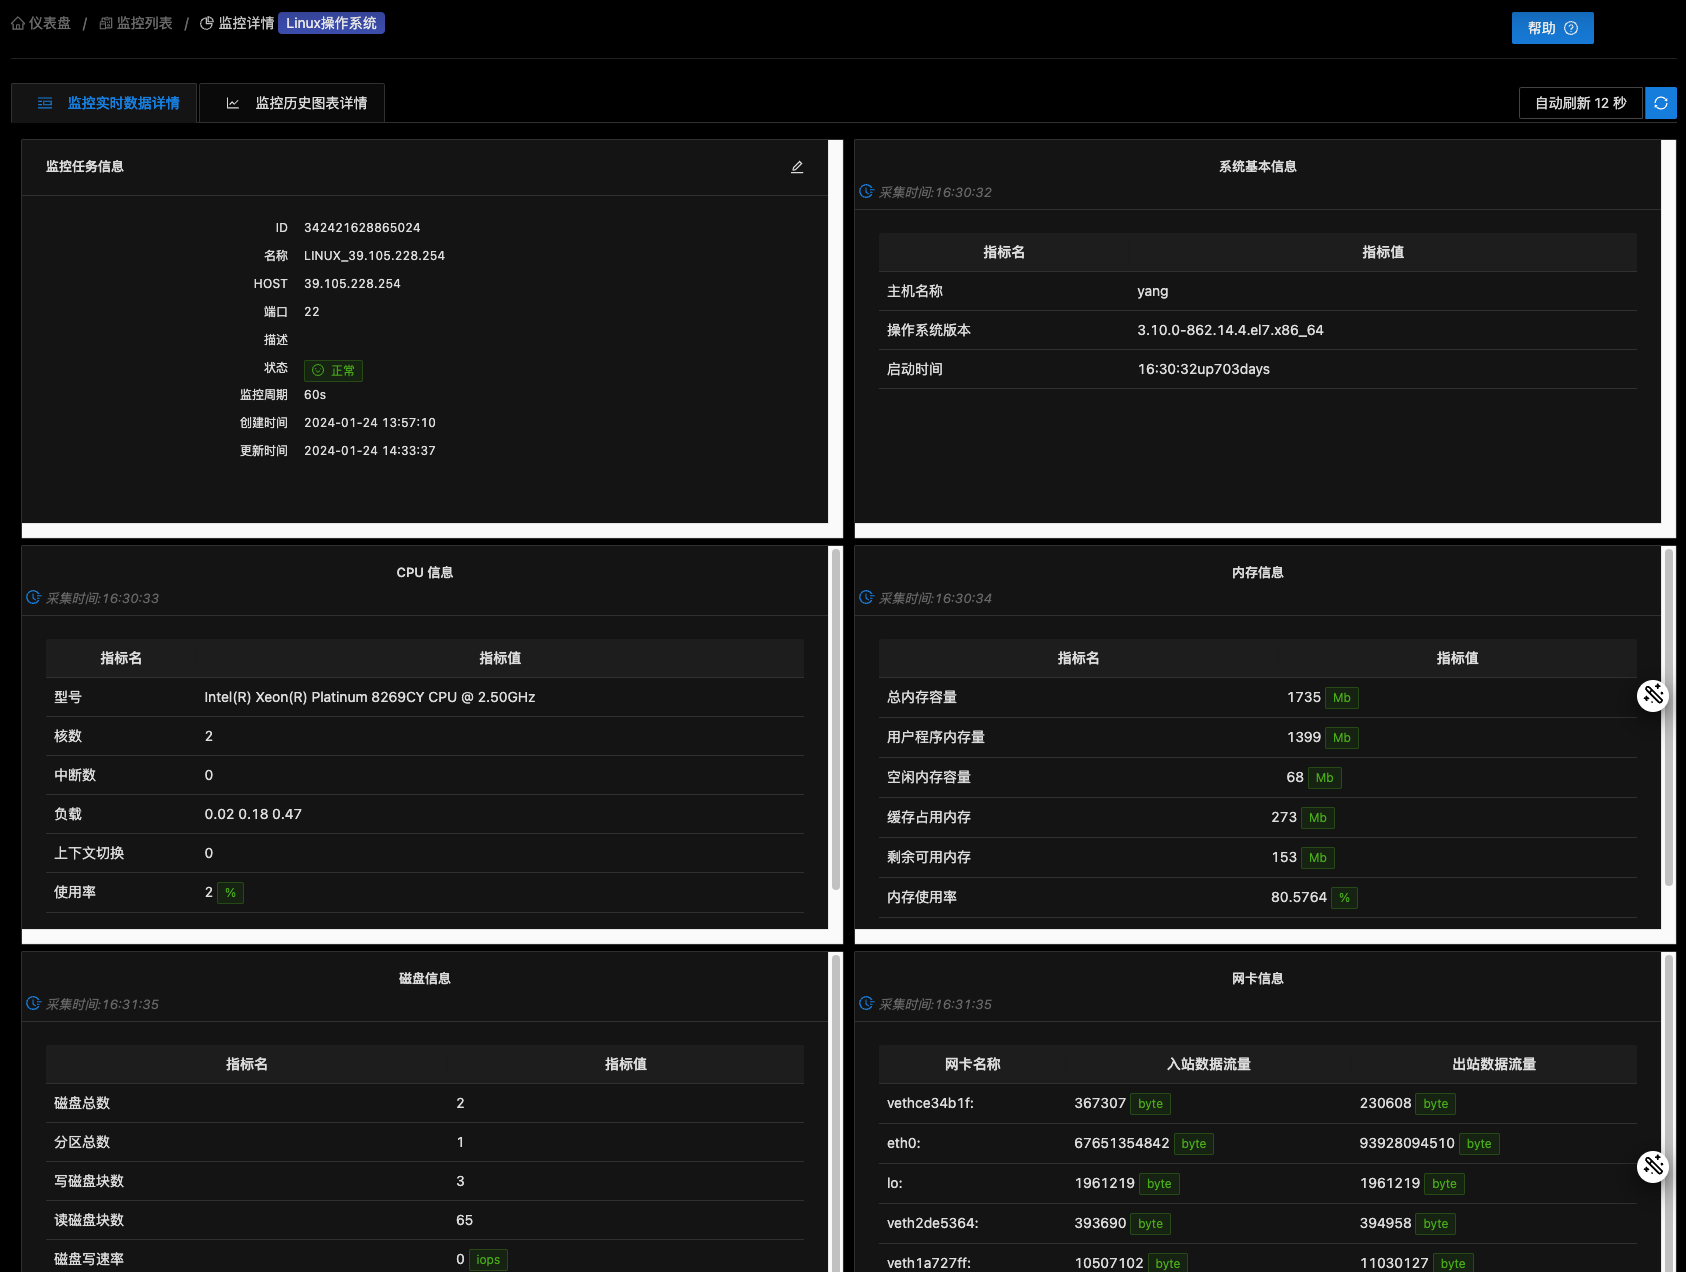 仪表盘 / 监控列表 / 监控详情 Linux操作系统
帮助
监控实时数据详情
监控历史图表详情
自动刷新 12 秒
监控任务信息
ID 342421628865024
名称 LINUX_39.105.228.254
HOST 39.105.228.254
端口 22
描述
状态 正常
监控周期 60s
创建时间 2024-01-24 13:57:10
更新时间 2024-01-24 14:33:37
系统基本信息
采集时间:16:30:32
指标名 指标值
主机名称 yang
操作系统版本 3.10.0-862.14.4.el7.x86_64
启动时间 16:30:32up703days
CPU 信息
采集时间:16:30:33
指标名 指标值
型号 Intel(R) Xeon(R) Platinum 8269CY CPU @ 2.50GHz
核数 2
中断数 0
负载 0.02 0.18 0.47
上下文切换 0
使用率 2 %
内存信息
采集时间:16:30:34
指标名 指标值
总内存容量 1735 Mb
用户程序内存量 1399 Mb
空闲内存容量 68 Mb
缓存占用内存 273 Mb
剩余可用内存 153 Mb
内存使用率 80.5764 %
磁盘信息
采集时间:16:31:35
指标名 指标值
磁盘总数 2
分区总数 1
写磁盘块数 3
读磁盘块数 65
磁盘写速率 0 iops
网卡信息
采集时间:16:31:35
网卡名称 入站数据流量 出站数据流量
vethce34b1f: 367307 byte 230608 byte
eth0: 67651354842 byte 93928094510 byte
lo: 1961219 byte 1961219 byte
veth2de5364: 393690 byte 394958 byte
veth1a727ff: 10507102 byte 11030127 byte